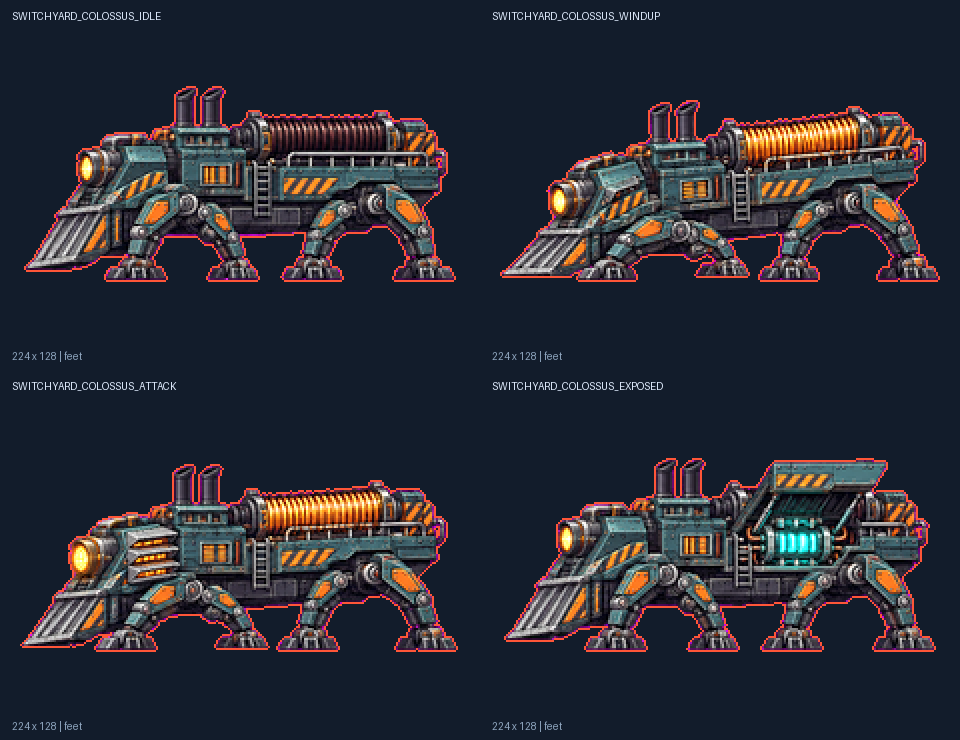 SWITCHYARD_COLOSSUS_IDLE
SWITCHYARD_COLOSSUS_WINDUP
224 x 128 | feet
224 x 128 | feet
SWITCHYARD_COLOSSUS_ATTACK
SWITCHYARD_COLOSSUS_EXPOSED
224 x 128 | feet
224 x 128 | feet